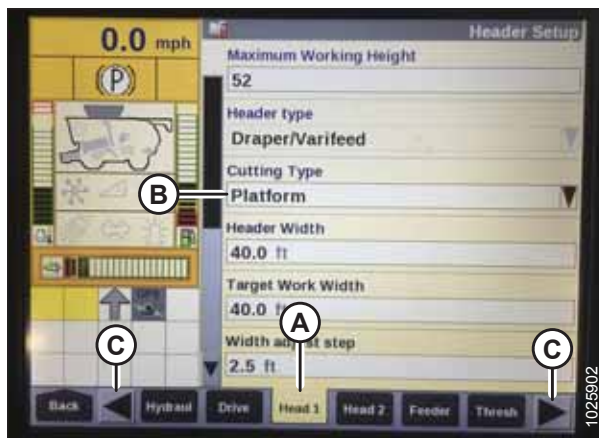 0.0 mph
Header Setup
(P)
Maximum Working Height
52
Header type
Draper/Varifeed
Cutting Type
B
Platform
Header Width
40.0 ft
Target Work Width
40.0 ft
A
Width adjust step
C
C
2.5 ft
Back
Hydraul
Drive
Head 1
Head 2
Feeder
Thresh
1025902